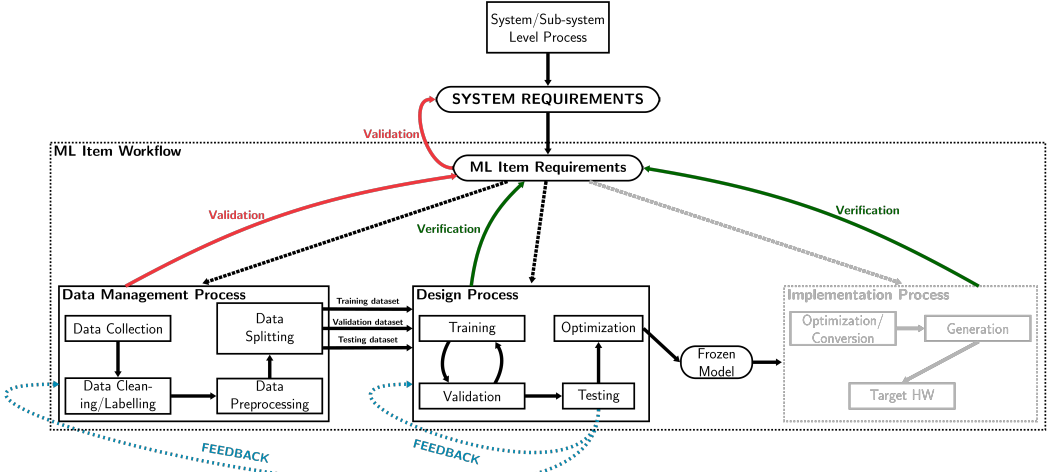 System/Sub-system
Level Process
SYSTEM REQUIREMENTS
Validation
ML Item Workflow
ML Item Requirements
Validation
Verification
Verification
Data Management Process
Data Collection
Data Clean-
ing/Labelling
Data
Splitting
Data
Preprocessing
Training dataset
Validation dataset
Testing dataset
Design Process
Training
Validation
Optimization
Testing
Frozen
Model
Implementation Process
Optimization/
Conversion
Generation
Target HW
FEEDBACK
FEEDBACK